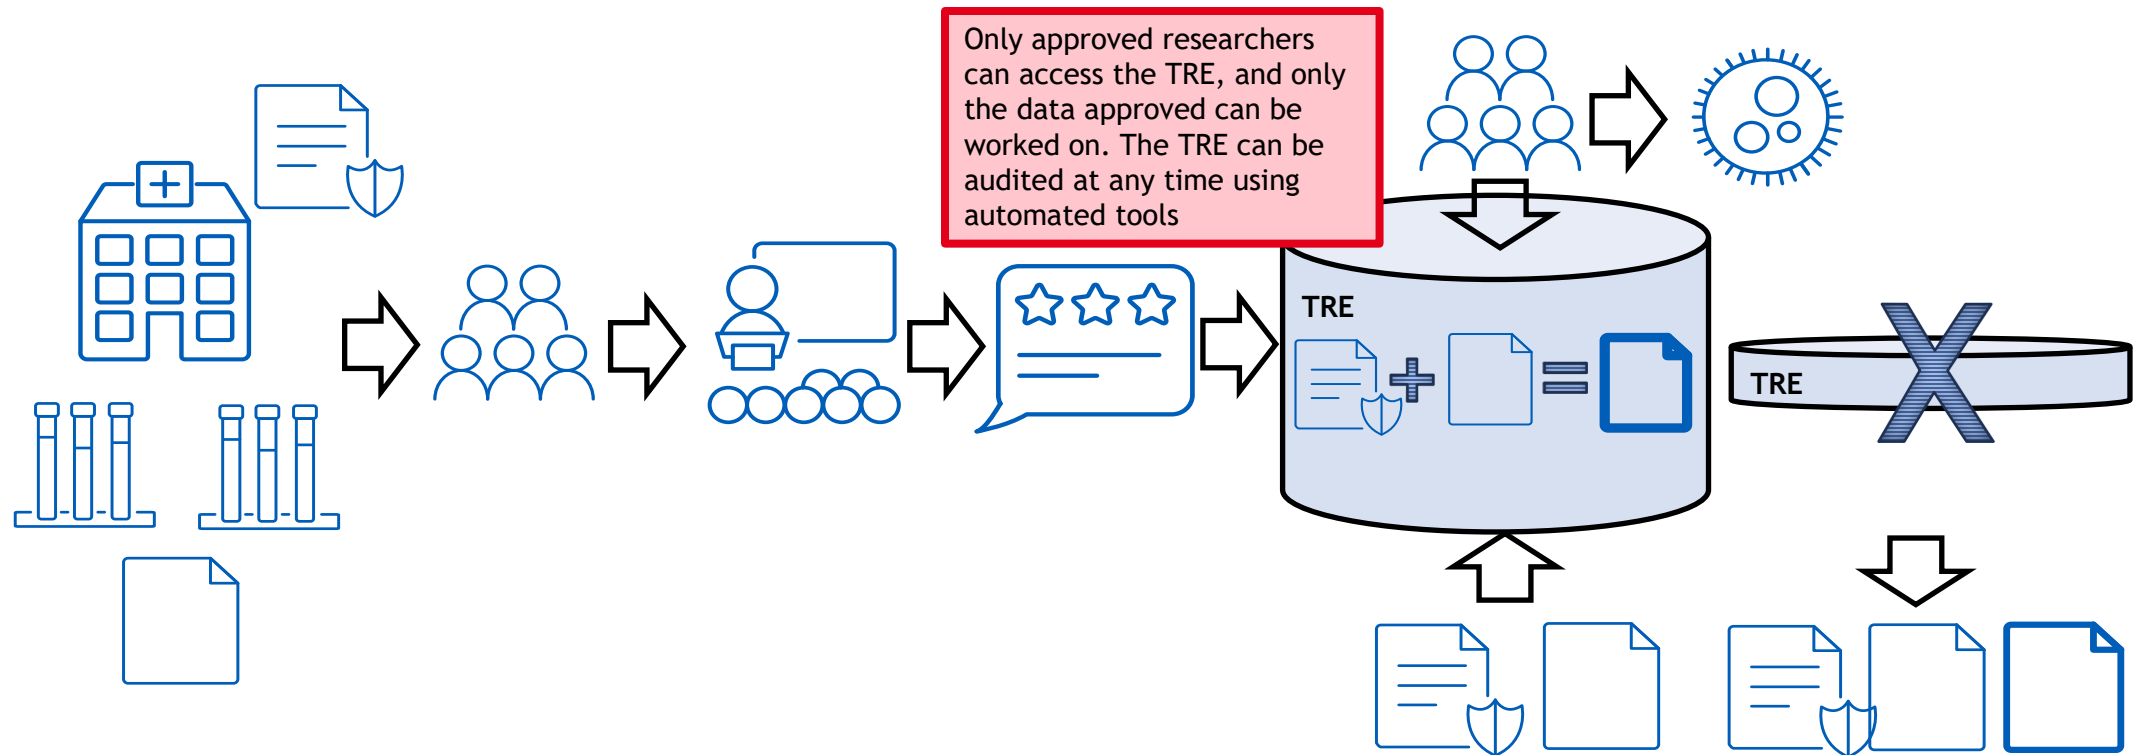 Only approved researchers
can access the TRE, and only
the data approved can be
worked on. The TRE can be
audited at any time using
automated tools
TRE
TRE